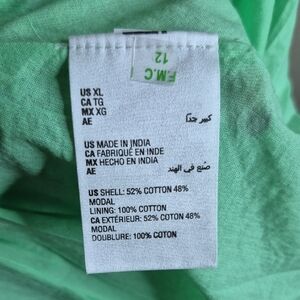 F.M.C
12
US XL
CA TG
MX XG
AE كبير جدًا
US MADE IN INDIA
CA FABRIQUÉ EN INDE
MX HECHO EN INDIA
AE صُنع في الهند
US SHELL: 52% COTTON 48%
MODAL
LINING: 100% COTTON
CA EXTÉRIEUR: 52% COTON 48%
MODAL
DOUBLURE: 100% COTON